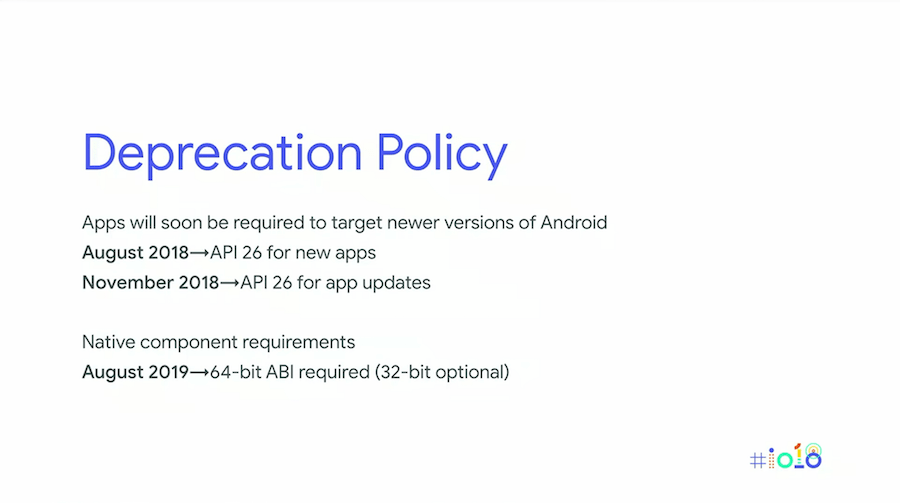 Deprecation Policy
Apps will soon be required to target newer versions of Android
August 2018→API 26 for new apps
November 2018→API 26 for app updates
Native component requirements
August 2019→64-bit ABI required (32-bit optional)
#io18